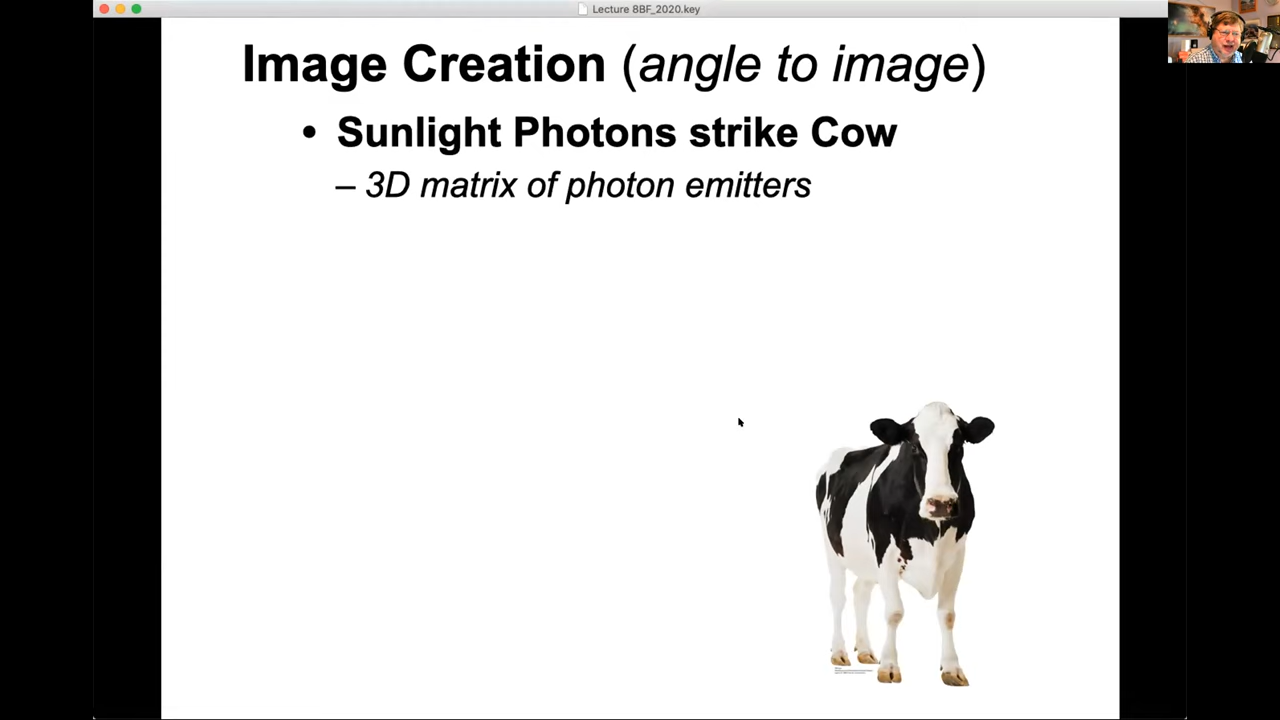 Lecture 8BF_2020.key
Image Creation (angle to image)
• Sunlight Photons strike Cow
– 3D matrix of photon emitters